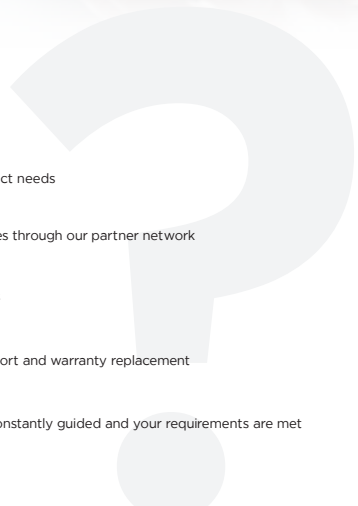 ct needs
es through our partner network
ort and warranty replacement
onstantly guided and your requirements are met